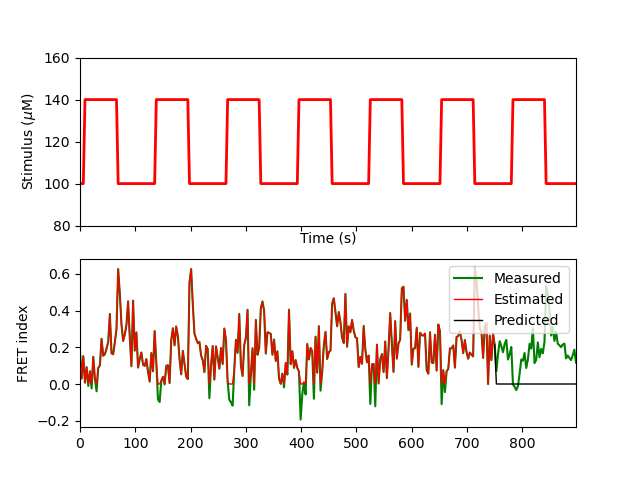 160
140
120
100
80
Stimulus (μM)
Time (s)
0.6
0.4
0.2
0.0
−0.2
FRET index
Measured
Estimated
Predicted
0 100 200 300 400 500 600 700 800